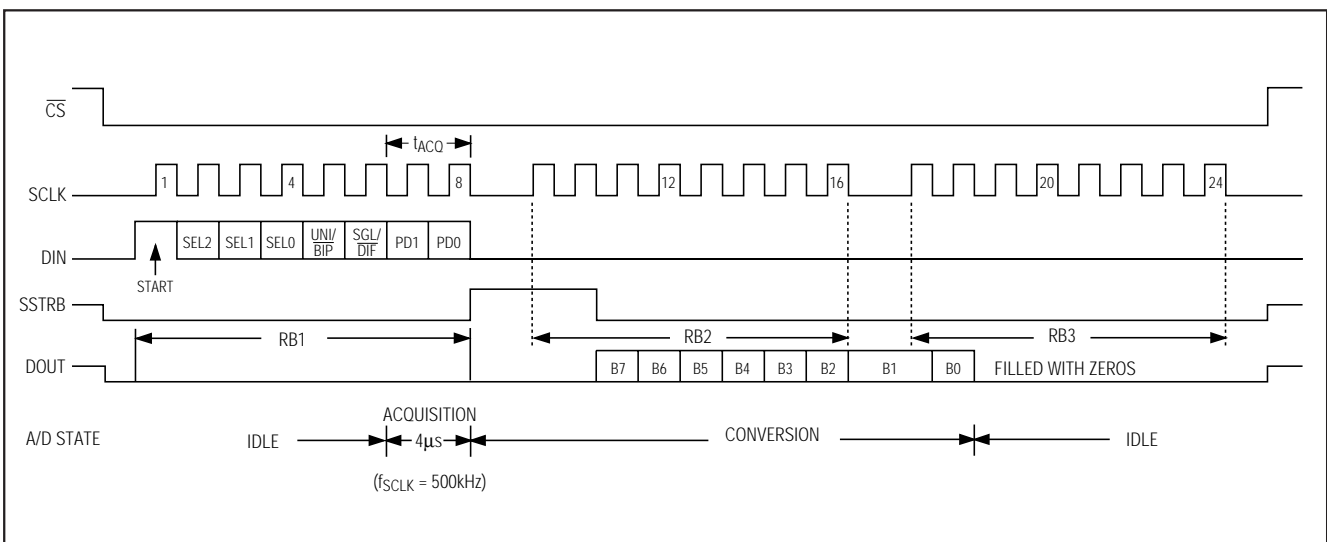 CS
tACQ
SCLK 1 4 8 12 16 20 24
DIN SEL2 SEL1 SEL0 UNI/BIP SGL/DIF PD1 PD0
START
SSTRB
RB1 RB2 RB3
DOUT B7 B6 B5 B4 B3 B2 B1 B0 FILLED WITH ZEROS
ACQUISITION
A/D STATE IDLE 4µs CONVERSION IDLE
(fSCLK = 500kHz)